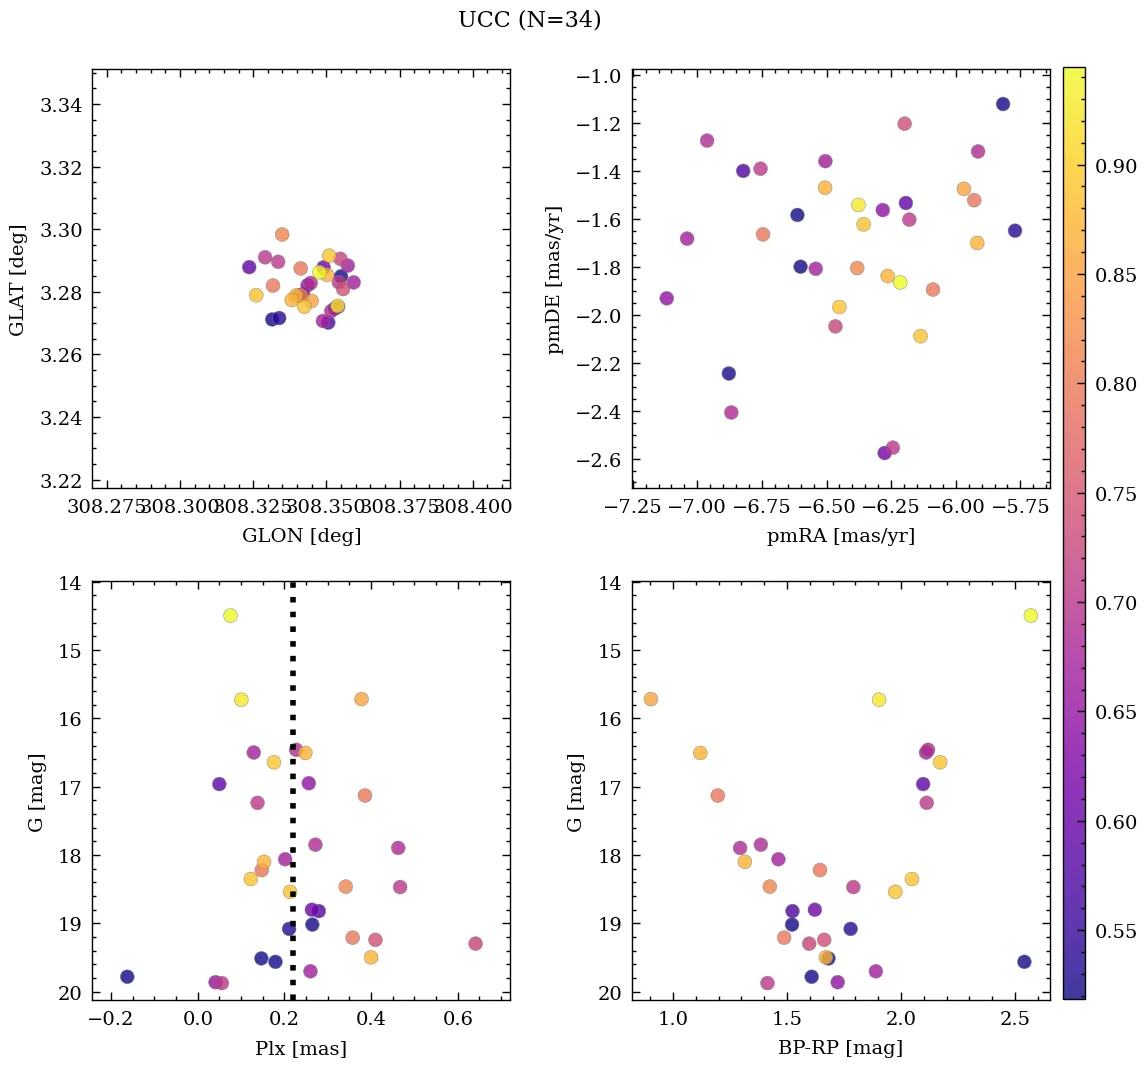 UCC (N=34)
3.34
3.32
3.30
3.28
3.26
3.24
3.22
GLAT [deg]
308.275 308.300 308.325 308.350 308.375 308.400
GLON [deg]
−1.0
−1.2
−1.4
−1.6
−1.8
−2.0
−2.2
−2.4
−2.6
pmDE [mas/yr]
−7.25 −7.00 −6.75 −6.50 −6.25 −6.00 −5.75
pmRA [mas/yr]
0.90
0.85
0.80
0.75
0.70
0.65
0.60
0.55
14
15
16
17
18
19
20
G [mag]
−0.2 0.0 0.2 0.4 0.6
Plx [mas]
14
15
16
17
18
19
20
G [mag]
1.0 1.5 2.0 2.5
BP-RP [mag]